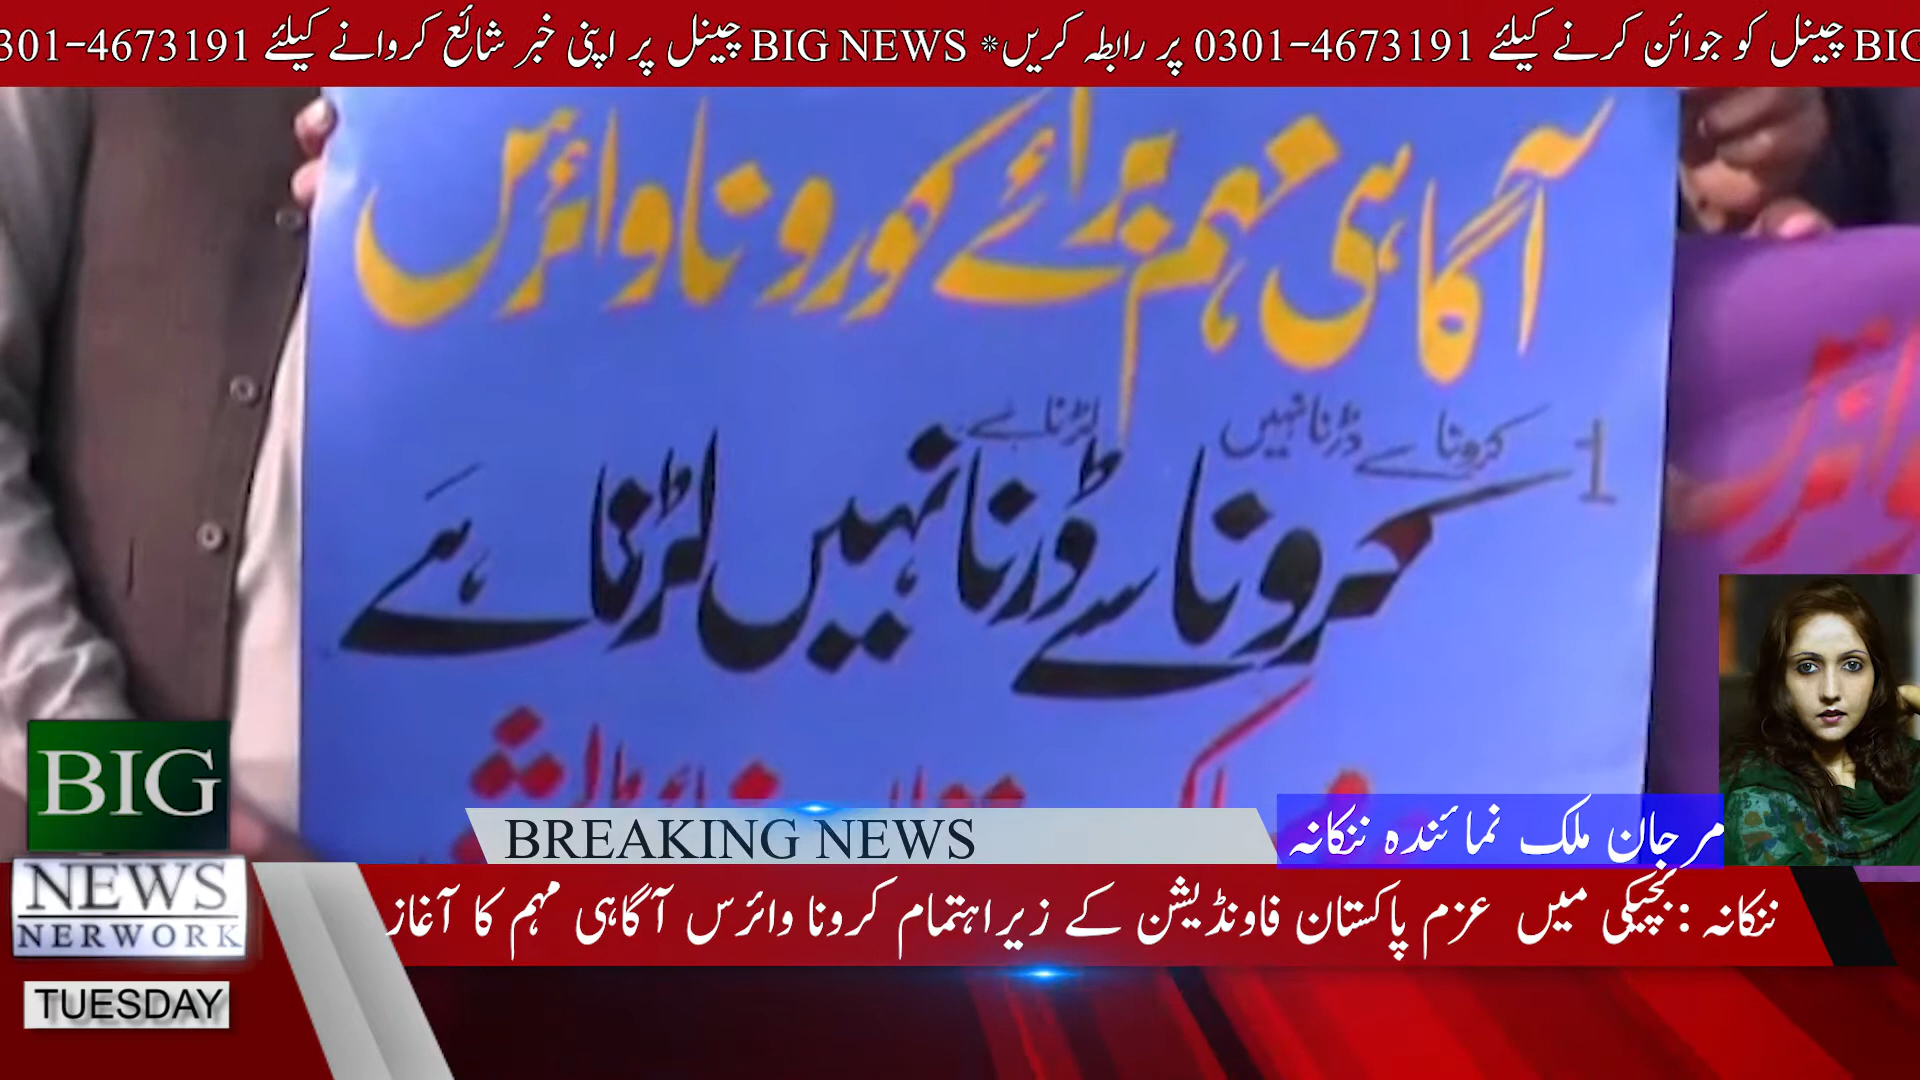 301-4673191 چینل پر اپنی خبر شائع کروانے کیلئے BIG NEWS *چینل کو جوائن کرنے کیلئے 0301-4673191 پر رابطہ کریں BIG
آگاہی مہم برائے کورونا وائرس
1 کرونا سے ڈرنا نہیں لڑنا ہے
کرونا سے ڈرنا نہیں لڑنا ہے
وائرس
BIG
NEWS
NERWORK
TUESDAY
BREAKING NEWS
مرجان ملک نمائندہ ننکانہ
ننکانہ : بچیکی میں عزم پاکستان فاونڈیشن کے زیراہتمام کرونا وائرس آگاہی مہم کا آغاز